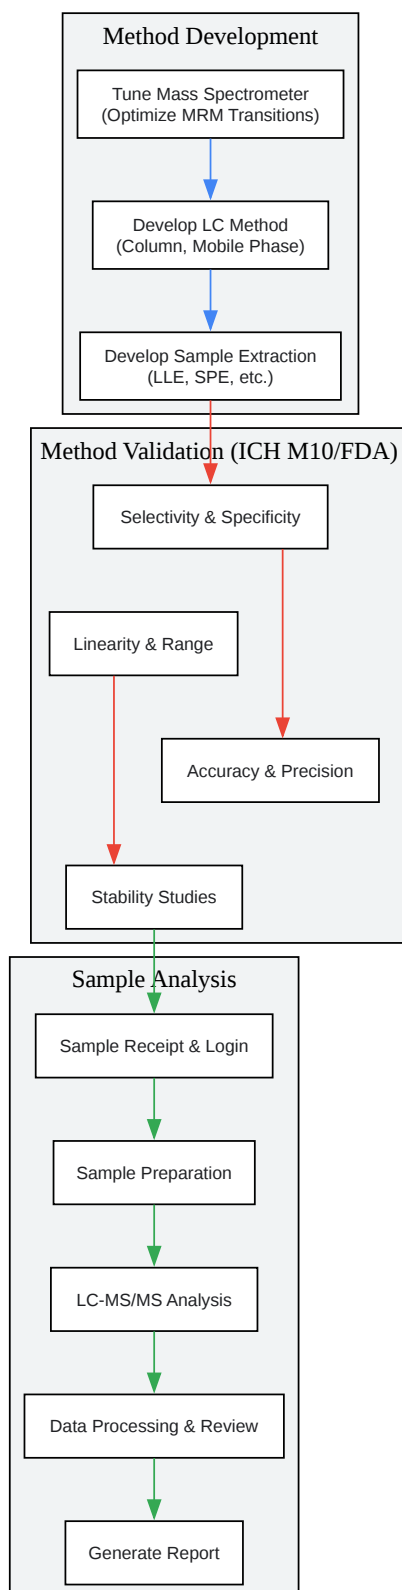 Method Development
Tune Mass Spectrometer
(Optimize MRM Transitions)
Develop LC Method
(Column, Mobile Phase)
Develop Sample Extraction
(LLE, SPE, etc.)
Method Validation (ICH M10/FDA)
Selectivity & Specificity
Linearity & Range
Accuracy & Precision
Stability Studies
Sample Analysis
Sample Receipt & Login
Sample Preparation
LC-MS/MS Analysis
Data Processing & Review
Generate Report